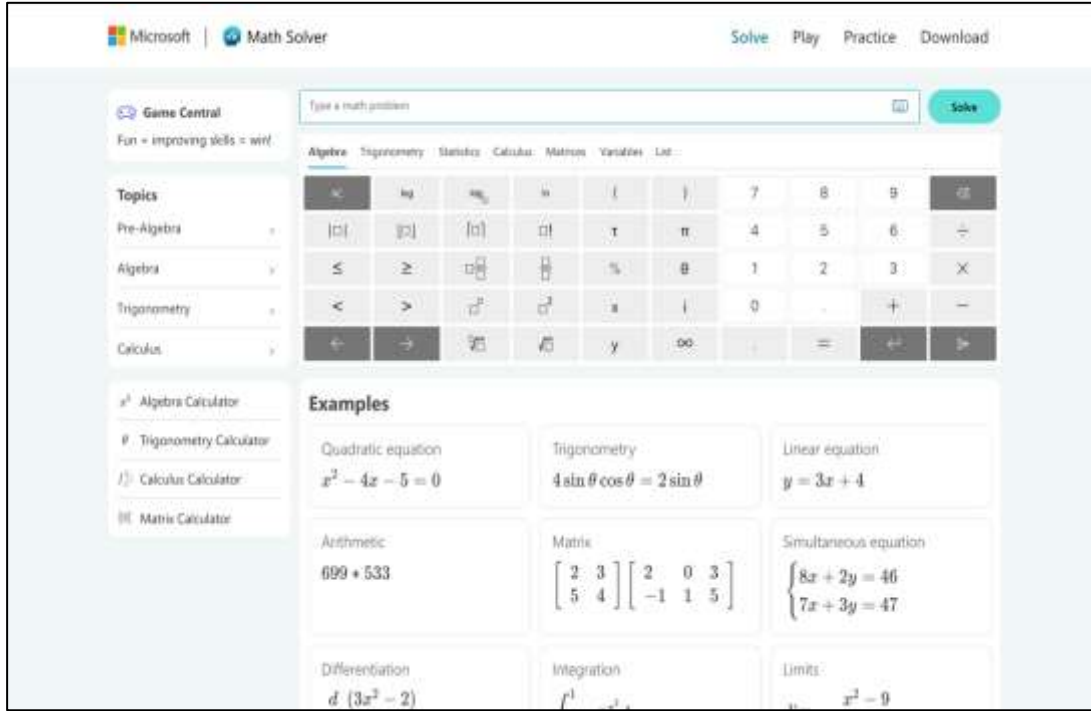 Microsoft | Math Solver
Solve Play Practice Download
Game Central
Fun + improving skills = win!
Type a math problem
Solve
Algebra Trigonometry Statistics Calculus Matrices Variables List
Topics
Pre-Algebra
Algebra
Trigonometry
Calculus
AC log ln ( ) 7 8 9
|□| [□] □! τ π 4 5 6 ÷
≤ ≥ % θ 1 2 3 ×
< > x i 0 . + −
← → y ∞ =
Algebra Calculator
Trigonometry Calculator
Calculus Calculator
Matrix Calculator
Examples
Quadratic equation
x² − 4x − 5 = 0
Trigonometry
4 sin θ cos θ = 2 sin θ
Linear equation
y = 3x + 4
Arithmetic
699 * 533
Matrix
[ 2 3 ] [ 2 0 3 ]
[ 5 4 ] [ −1 1 5 ]
Simultaneous equation
8x + 2y = 46
7x + 3y = 47
Differentiation
d (3x² − 2)
Integration
Limits
x² − 9